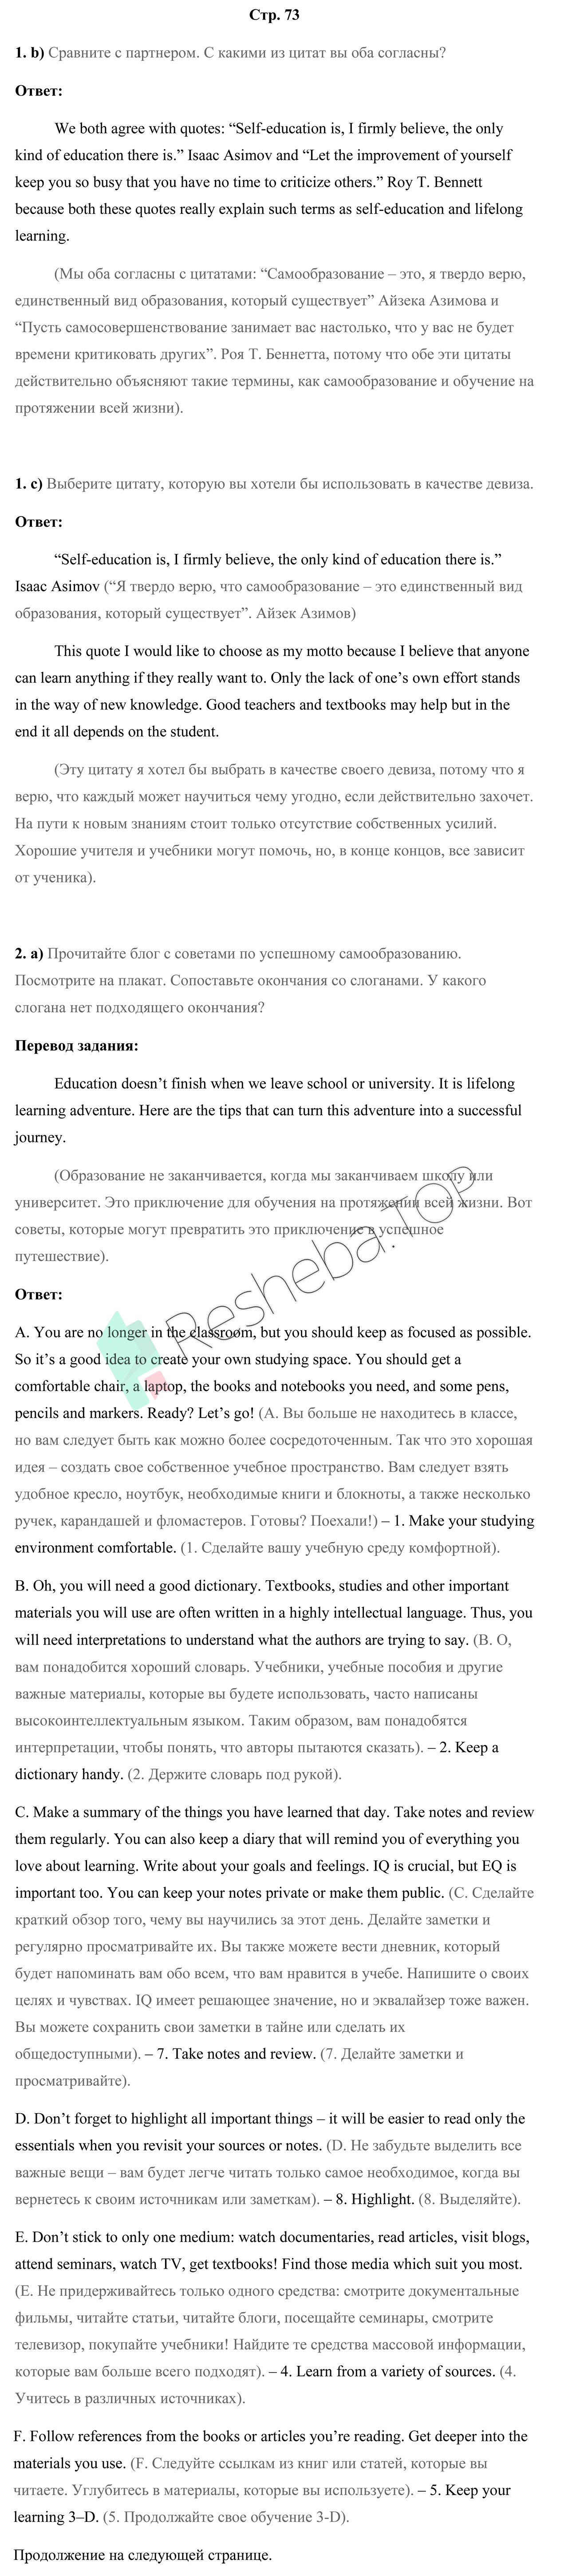 Стр. 73
1. b) Сравните с партнером. С какими из цитат вы оба согласны?
Ответ:
We both agree with quotes: “Self-education is, I firmly believe, the only
kind of education there is.” Isaac Asimov and “Let the improvement of yourself
keep you so busy that you have no time to criticize others.” Roy T. Bennett
because both these quotes really explain such terms as self-education and lifelong
learning.
(Мы оба согласны с цитатами: “Самообразование – это, я твердо верю,
единственный вид образования, который существует” Айзека Азимова и
“Пусть самосовершенствование занимает вас настолько, что у вас не будет
времени критиковать других”. Роя Т. Беннетта, потому что обе эти цитаты
действительно объясняют такие термины, как самообразование и обучение на
протяжении всей жизни).
1. c) Выберите цитату, которую вы хотели бы использовать в качестве девиза.
Ответ:
“Self-education is, I firmly believe, the only kind of education there is.”
Isaac Asimov (“Я твердо верю, что самообразование – это единственный вид
образования, который существует”. Айзек Азимов)
This quote I would like to choose as my motto because I believe that anyone
can learn anything if they really want to. Only the lack of one’s own effort stands
in the way of new knowledge. Good teachers and textbooks may help but in the
end it all depends on the student.
(Эту цитату я хотел бы выбрать в качестве своего девиза, потому что я
верю, что каждый может научиться чему угодно, если действительно захочет.
На пути к новым знаниям стоит только отсутствие собственных усилий.
Хорошие учителя и учебники могут помочь, но, в конце концов, все зависит
от ученика).
2. a) Прочитайте блог с советами по успешному самообразованию.
Посмотрите на плакат. Сопоставьте окончания со слоганами. У какого
слогана нет подходящего окончания?
Перевод задания:
Education doesn’t finish when we leave school or university. It is lifelong
learning adventure. Here are the tips that can turn this adventure into a successful
journey.
(Образование не заканчивается, когда мы заканчиваем школу или
университет. Это приключение для обучения на протяжении всей жизни. Вот
советы, которые могут превратить это приключение в успешное
путешествие).
Resheba.TOP
Ответ:
A. You are no longer in the classroom, but you should keep as focused as possible.
So it’s a good idea to create your own studying space. You should get a
comfortable chair, a laptop, the books and notebooks you need, and some pens,
pencils and markers. Ready? Let’s go! (А. Вы больше не находитесь в классе,
но вам следует быть как можно более сосредоточенным. Так что это хорошая
идея – создать свое собственное учебное пространство. Вам следует взять
удобное кресло, ноутбук, необходимые книги и блокноты, а также несколько
ручек, карандашей и фломастеров. Готовы? Поехали!) – 1. Make your studying
environment comfortable. (1. Сделайте вашу учебную среду комфортной).
B. Oh, you will need a good dictionary. Textbooks, studies and other important
materials you will use are often written in a highly intellectual language. Thus, you
will need interpretations to understand what the authors are trying to say. (В. О,
вам понадобится хороший словарь. Учебники, учебные пособия и другие
важные материалы, которые вы будете использовать, часто написаны
высокоинтеллектуальным языком. Таким образом, вам понадобятся
интерпретации, чтобы понять, что авторы пытаются сказать). – 2. Keep a
dictionary handy. (2. Держите словарь под рукой).
C. Make a summary of the things you have learned that day. Take notes and review
them regularly. You can also keep a diary that will remind you of everything you
love about learning. Write about your goals and feelings. IQ is crucial, but EQ is
important too. You can keep your notes private or make them public. (С. Сделайте
краткий обзор того, чему вы научились за этот день. Делайте заметки и
регулярно просматривайте их. Вы также можете вести дневник, который
будет напоминать вам обо всем, что вам нравится в учебе. Напишите о своих
целях и чувствах. IQ имеет решающее значение, но и эквалайзер тоже важен.
Вы можете сохранить свои заметки в тайне или сделать их
общедоступными). – 7. Take notes and review. (7. Делайте заметки и
просматривайте).
D. Don’t forget to highlight all important things – it will be easier to read only the
essentials when you revisit your sources or notes. (D. Не забудьте выделить все
важные вещи – вам будет легче читать только самое необходимое, когда вы
вернетесь к своим источникам или заметкам). – 8. Highlight. (8. Выделяйте).
E. Don’t stick to only one medium: watch documentaries, read articles, visit blogs,
attend seminars, watch TV, get textbooks! Find those media which suit you most.
(Е. Не придерживайтесь только одного средства: смотрите документальные
фильмы, читайте статьи, читайте блоги, посещайте семинары, смотрите
телевизор, покупайте учебники! Найдите те средства массовой информации,
которые вам больше всего подходят). – 4. Learn from a variety of sources. (4.
Учитесь в различных источниках).
F. Follow references from the books or articles you’re reading. Get deeper into the
materials you use. (F. Следуйте ссылкам из книг или статей, которые вы
читаете. Углубитесь в материалы, которые вы используете). – 5. Keep your
learning 3–D. (5. Продолжайте свое обучение 3-D).
Продолжение на следующей странице.